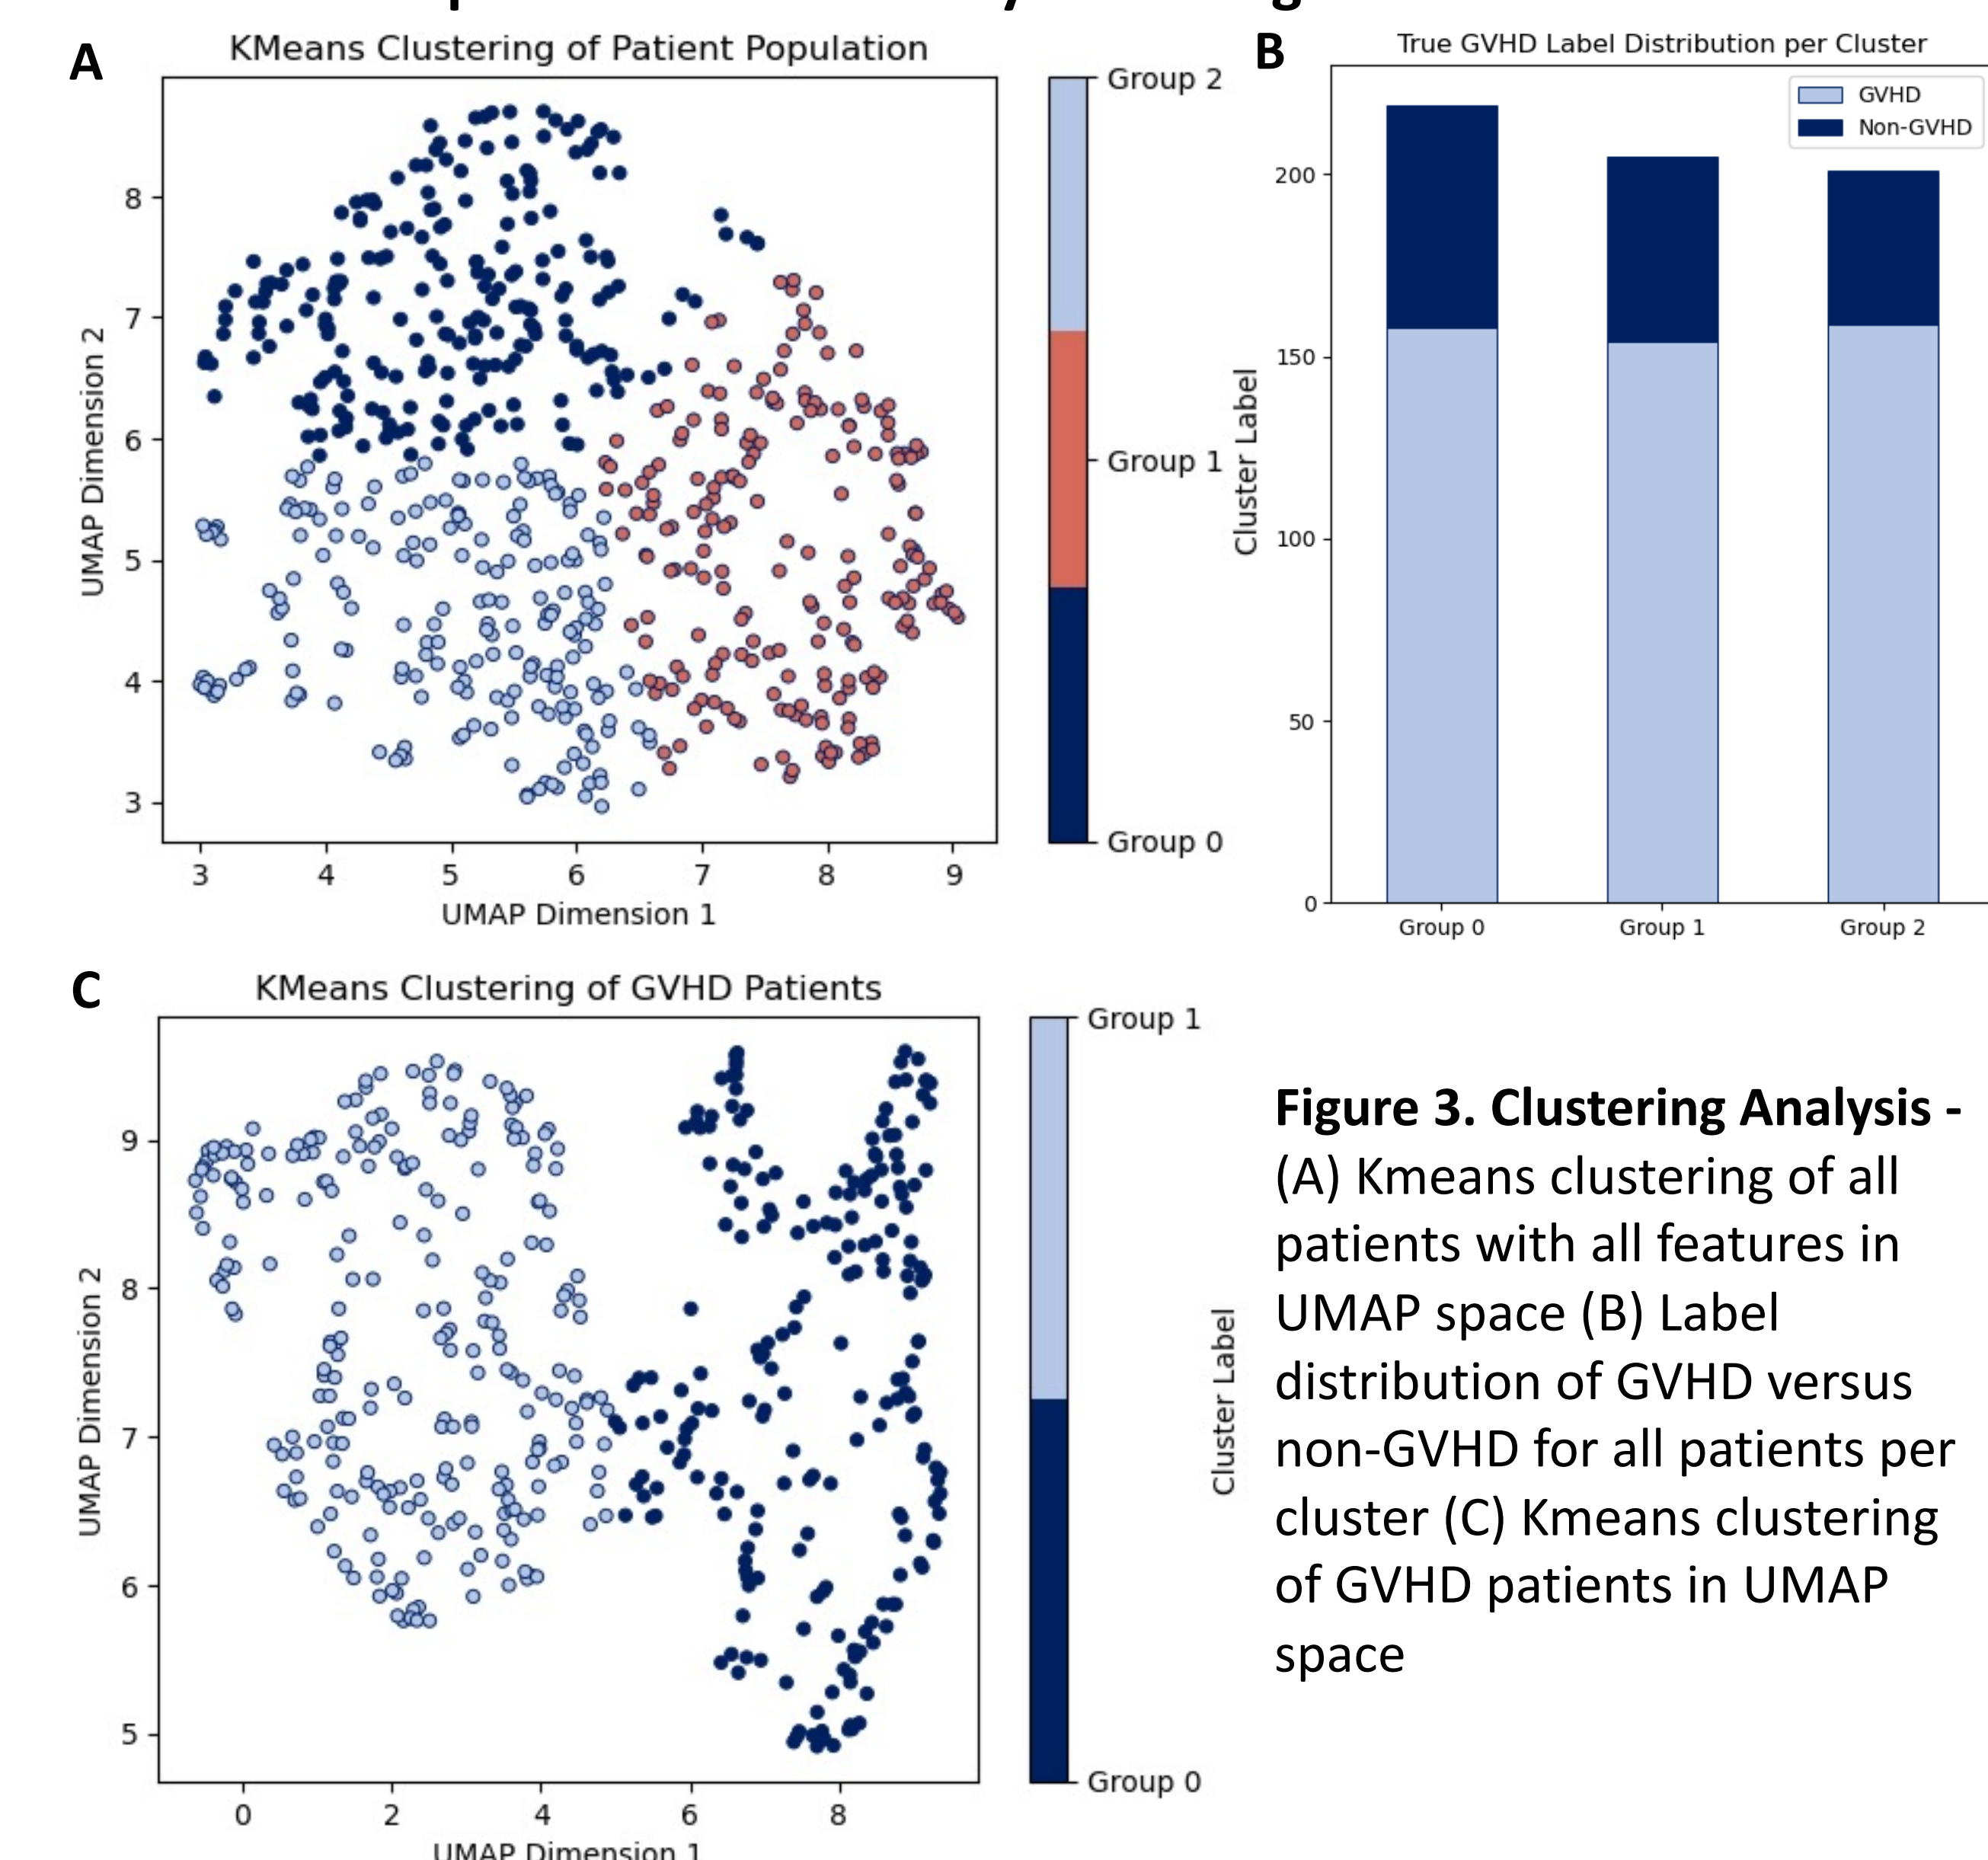 A
KMeans Clustering of Patient Population
UMAP Dimension 2
8
7
6
5
4
3
3 4 5 6 7 8 9
UMAP Dimension 1
Group 2
Group 1
Group 0
Cluster Label
B
True GVHD Label Distribution per Cluster
GVHD
Non-GVHD
200
150
100
50
0
Group 0 Group 1 Group 2
C
KMeans Clustering of GVHD Patients
UMAP Dimension 2
9
8
7
6
5
0 2 4 6 8
UMAP Dimension 1
Group 1
Group 0
Cluster Label
Figure 3. Clustering Analysis -
(A) Kmeans clustering of all
patients with all features in
UMAP space (B) Label
distribution of GVHD versus
non-GVHD for all patients per
cluster (C) Kmeans clustering
of GVHD patients in UMAP
space